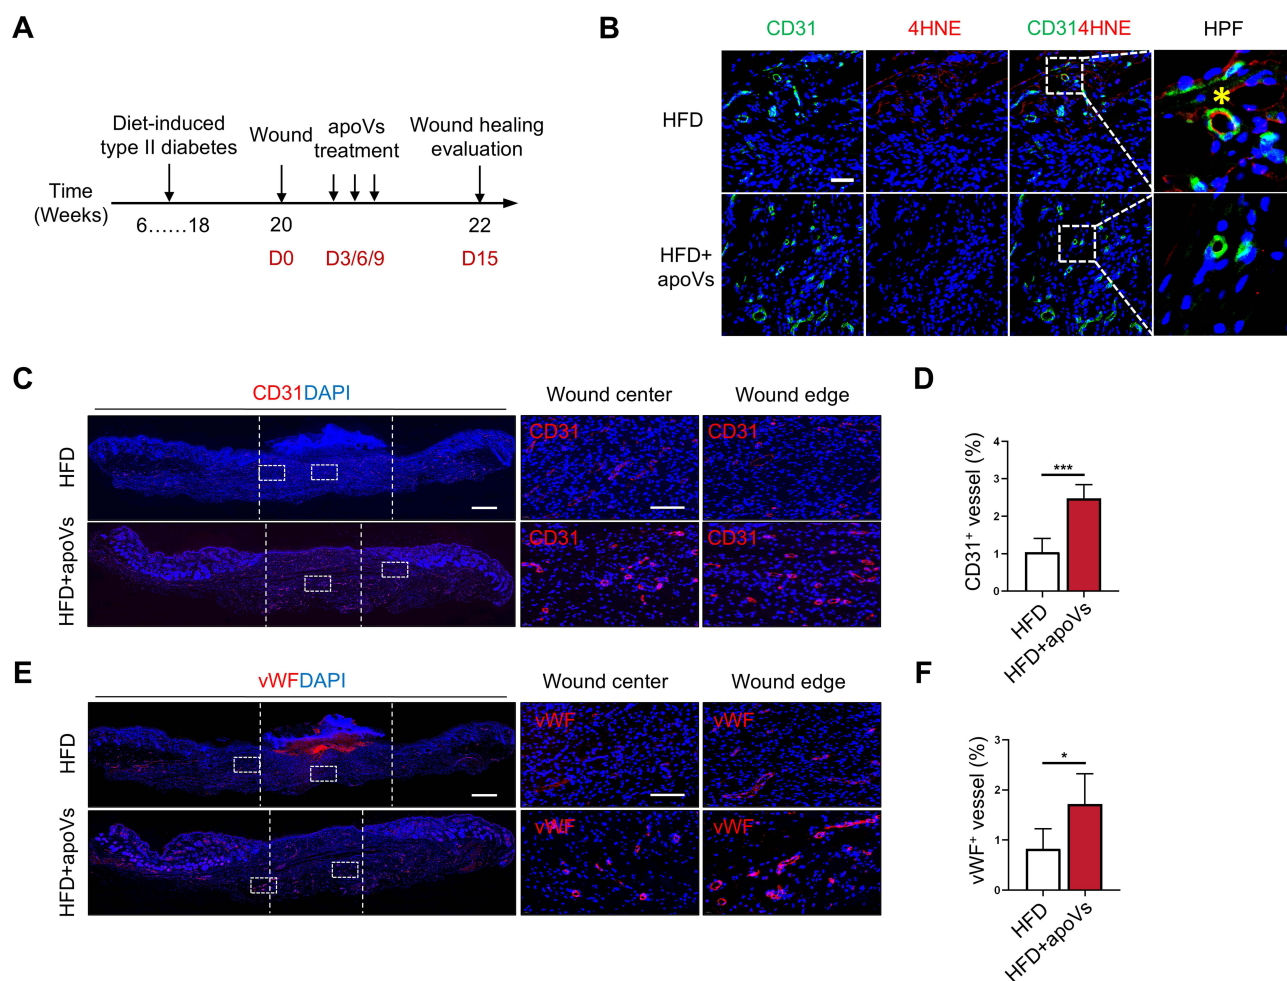 A
Diet-induced
type II diabetes
Wound
apoVs
treatment
Wound healing
evaluation
Time
(Weeks)
6......18
20
22
D0
D3/6/9
D15
B
CD31
4HNE
CD314HNE
HPF
HFD
HFD+
apoVs
*
C
CD31DAPI
Wound center
Wound edge
HFD
CD31
CD31
HFD+apoVs
CD31
CD31
D
CD31+ vessel (%)
4
3
2
1
0
***
HFD
HFD+apoVs
E
vWFDAPI
Wound center
Wound edge
HFD
vWF
vWF
HFD+apoVs
vWF
vWF
F
vWF+ vessel (%)
3
2
1
0
*
HFD
HFD+apoVs